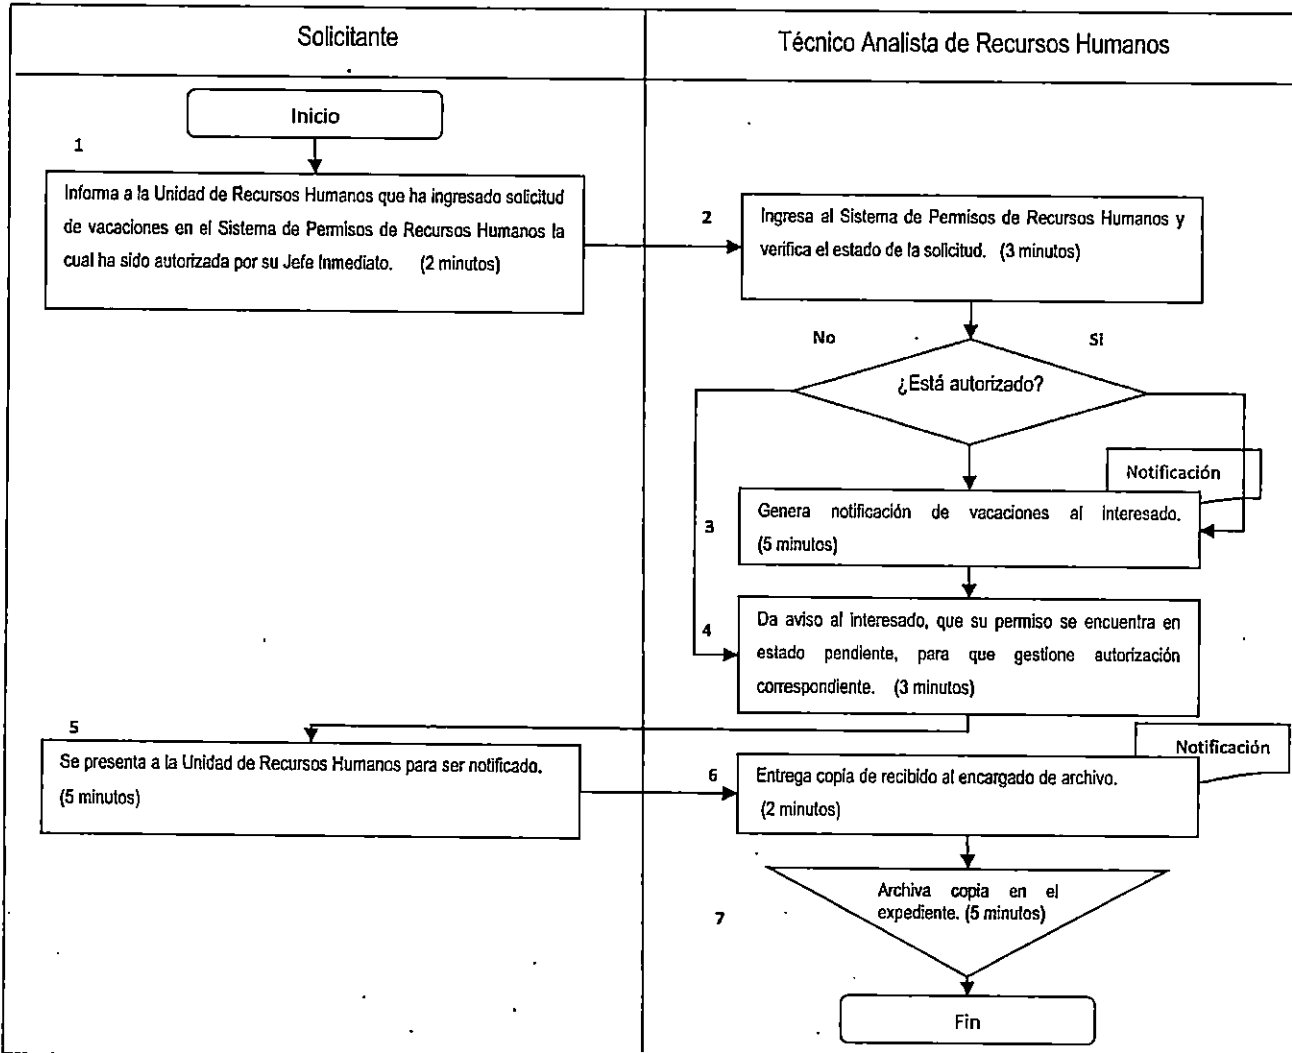 Solicitante
Técnico Analista de Recursos Humanos
Inicio
1
Informa a la Unidad de Recursos Humanos que ha ingresado solicitud
de vacaciones en el Sistema de Permisos de Recursos Humanos la
cual ha sido autorizada por su Jefe Inmediato. (2 minutos)
2
Ingresa al Sistema de Permisos de Recursos Humanos y
verifica el estado de la solicitud. (3 minutos)
No
Si
¿Está autorizado?
Notificación
3
Genera notificación de vacaciones al interesado.
(5 minutos)
4
Da aviso al interesado, que su permiso se encuentra en
estado pendiente, para que gestione autorización
correspondiente. (3 minutos)
5
Se presenta a la Unidad de Recursos Humanos para ser notificado.
(5 minutos)
Notificación
6
Entrega copia de recibido al encargado de archivo.
(2 minutos)
7
Archiva copia en el
expediente. (5 minutos)
Fin